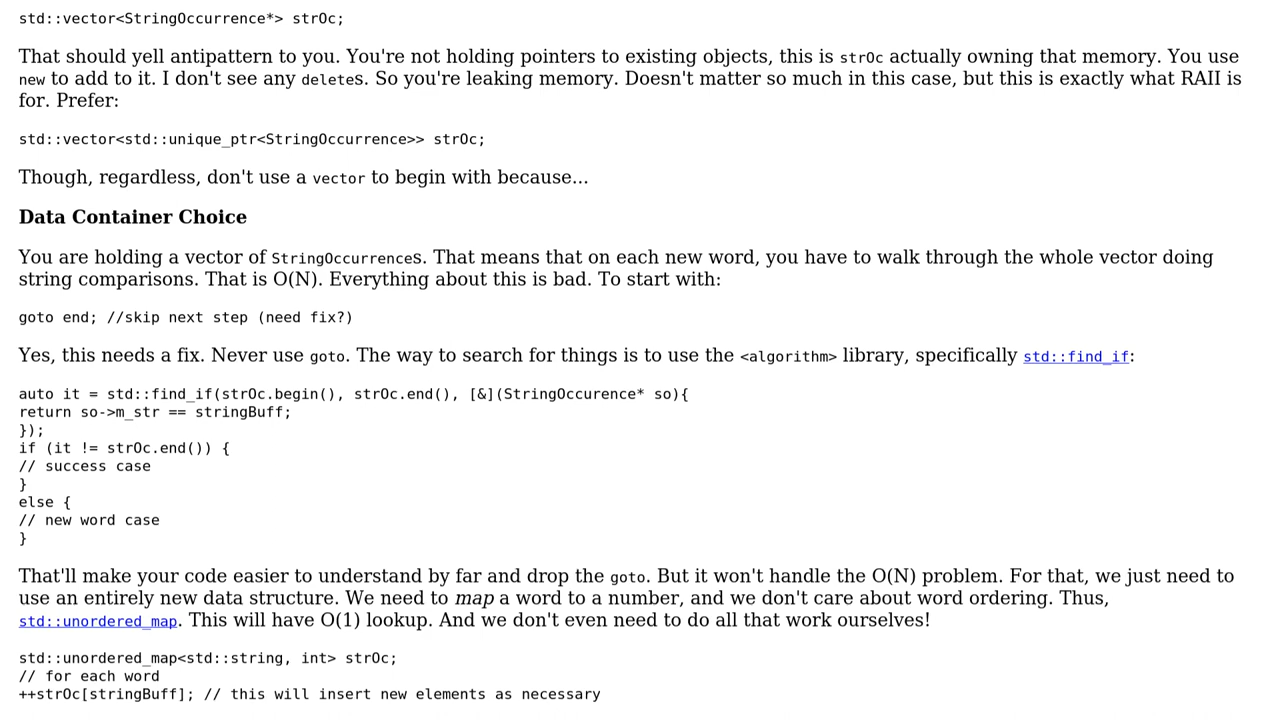 std::vector<StringOccurrence*> strOc;
That should yell antipattern to you. You're not holding pointers to existing objects, this is strOc actually owning that memory. You use
new to add to it. I don't see any deletes. So you're leaking memory. Doesn't matter so much in this case, but this is exactly what RAII is
for. Prefer:
std::vector<std::unique_ptr<StringOccurrence>> strOc;
Though, regardless, don't use a vector to begin with because...
Data Container Choice
You are holding a vector of StringOccurrences. That means that on each new word, you have to walk through the whole vector doing
string comparisons. That is O(N). Everything about this is bad. To start with:
goto end; //skip next step (need fix?)
Yes, this needs a fix. Never use goto. The way to search for things is to use the <algorithm> library, specifically std::find_if:
auto it = std::find_if(strOc.begin(), strOc.end(), [&](StringOccurence* so){
return so->m_str == stringBuff;
});
if (it != strOc.end()) {
// success case
}
else {
// new word case
}
That'll make your code easier to understand by far and drop the goto. But it won't handle the O(N) problem. For that, we just need to
use an entirely new data structure. We need to map a word to a number, and we don't care about word ordering. Thus,
std::unordered_map. This will have O(1) lookup. And we don't even need to do all that work ourselves!
std::unordered_map<std::string, int> strOc;
// for each word
++strOc[stringBuff]; // this will insert new elements as necessary